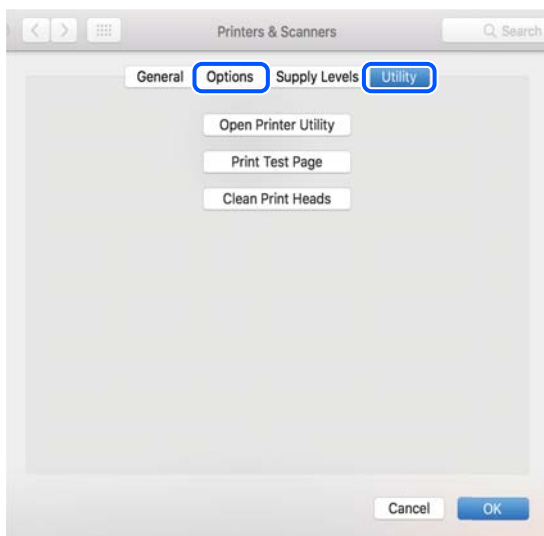 Printers & Scanners Search
General Options Supply Levels Utility
Open Printer Utility
Print Test Page
Clean Print Heads
Cancel OK